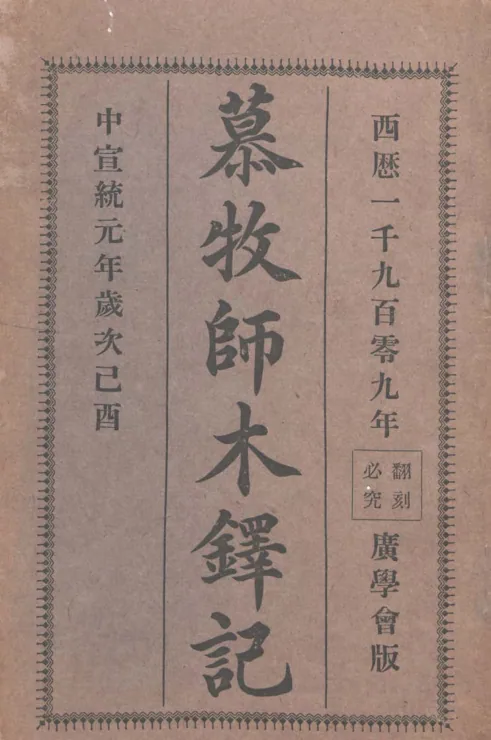 西歷一千九百零九年
翻刻
必究
廣學會版
慕牧師木鐸記
中宣統元年歲次己酉